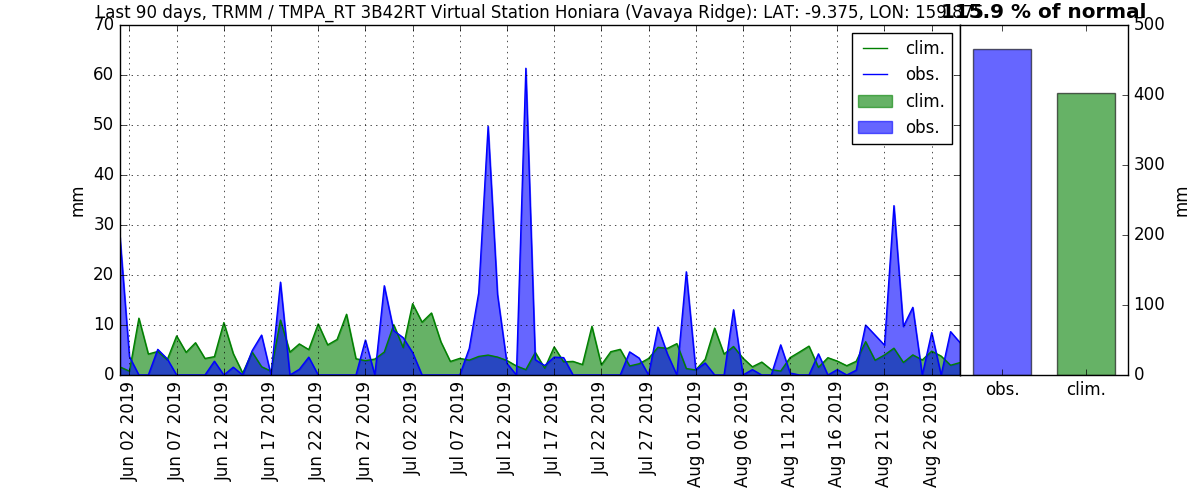 Last 90 days, TRMM / TMPA_RT 3B42RT Virtual Station Honiara (Vavaya Ridge): LAT: -9.375, LON:
115.9 % of normal
70
60
50
40
30
20
10
0
mm
clim.
obs.
clim.
obs.
500
400
300
200
100
0
mm
Jun 02 2019
Jun 07 2019
Jun 12 2019
Jun 17 2019
Jun 22 2019
Jun 27 2019
Jul 02 2019
Jul 07 2019
Jul 12 2019
Jul 17 2019
Jul 22 2019
Jul 27 2019
Aug 01 2019
Aug 06 2019
Aug 11 2019
Aug 16 2019
Aug 21 2019
Aug 26 2019
obs.
clim.